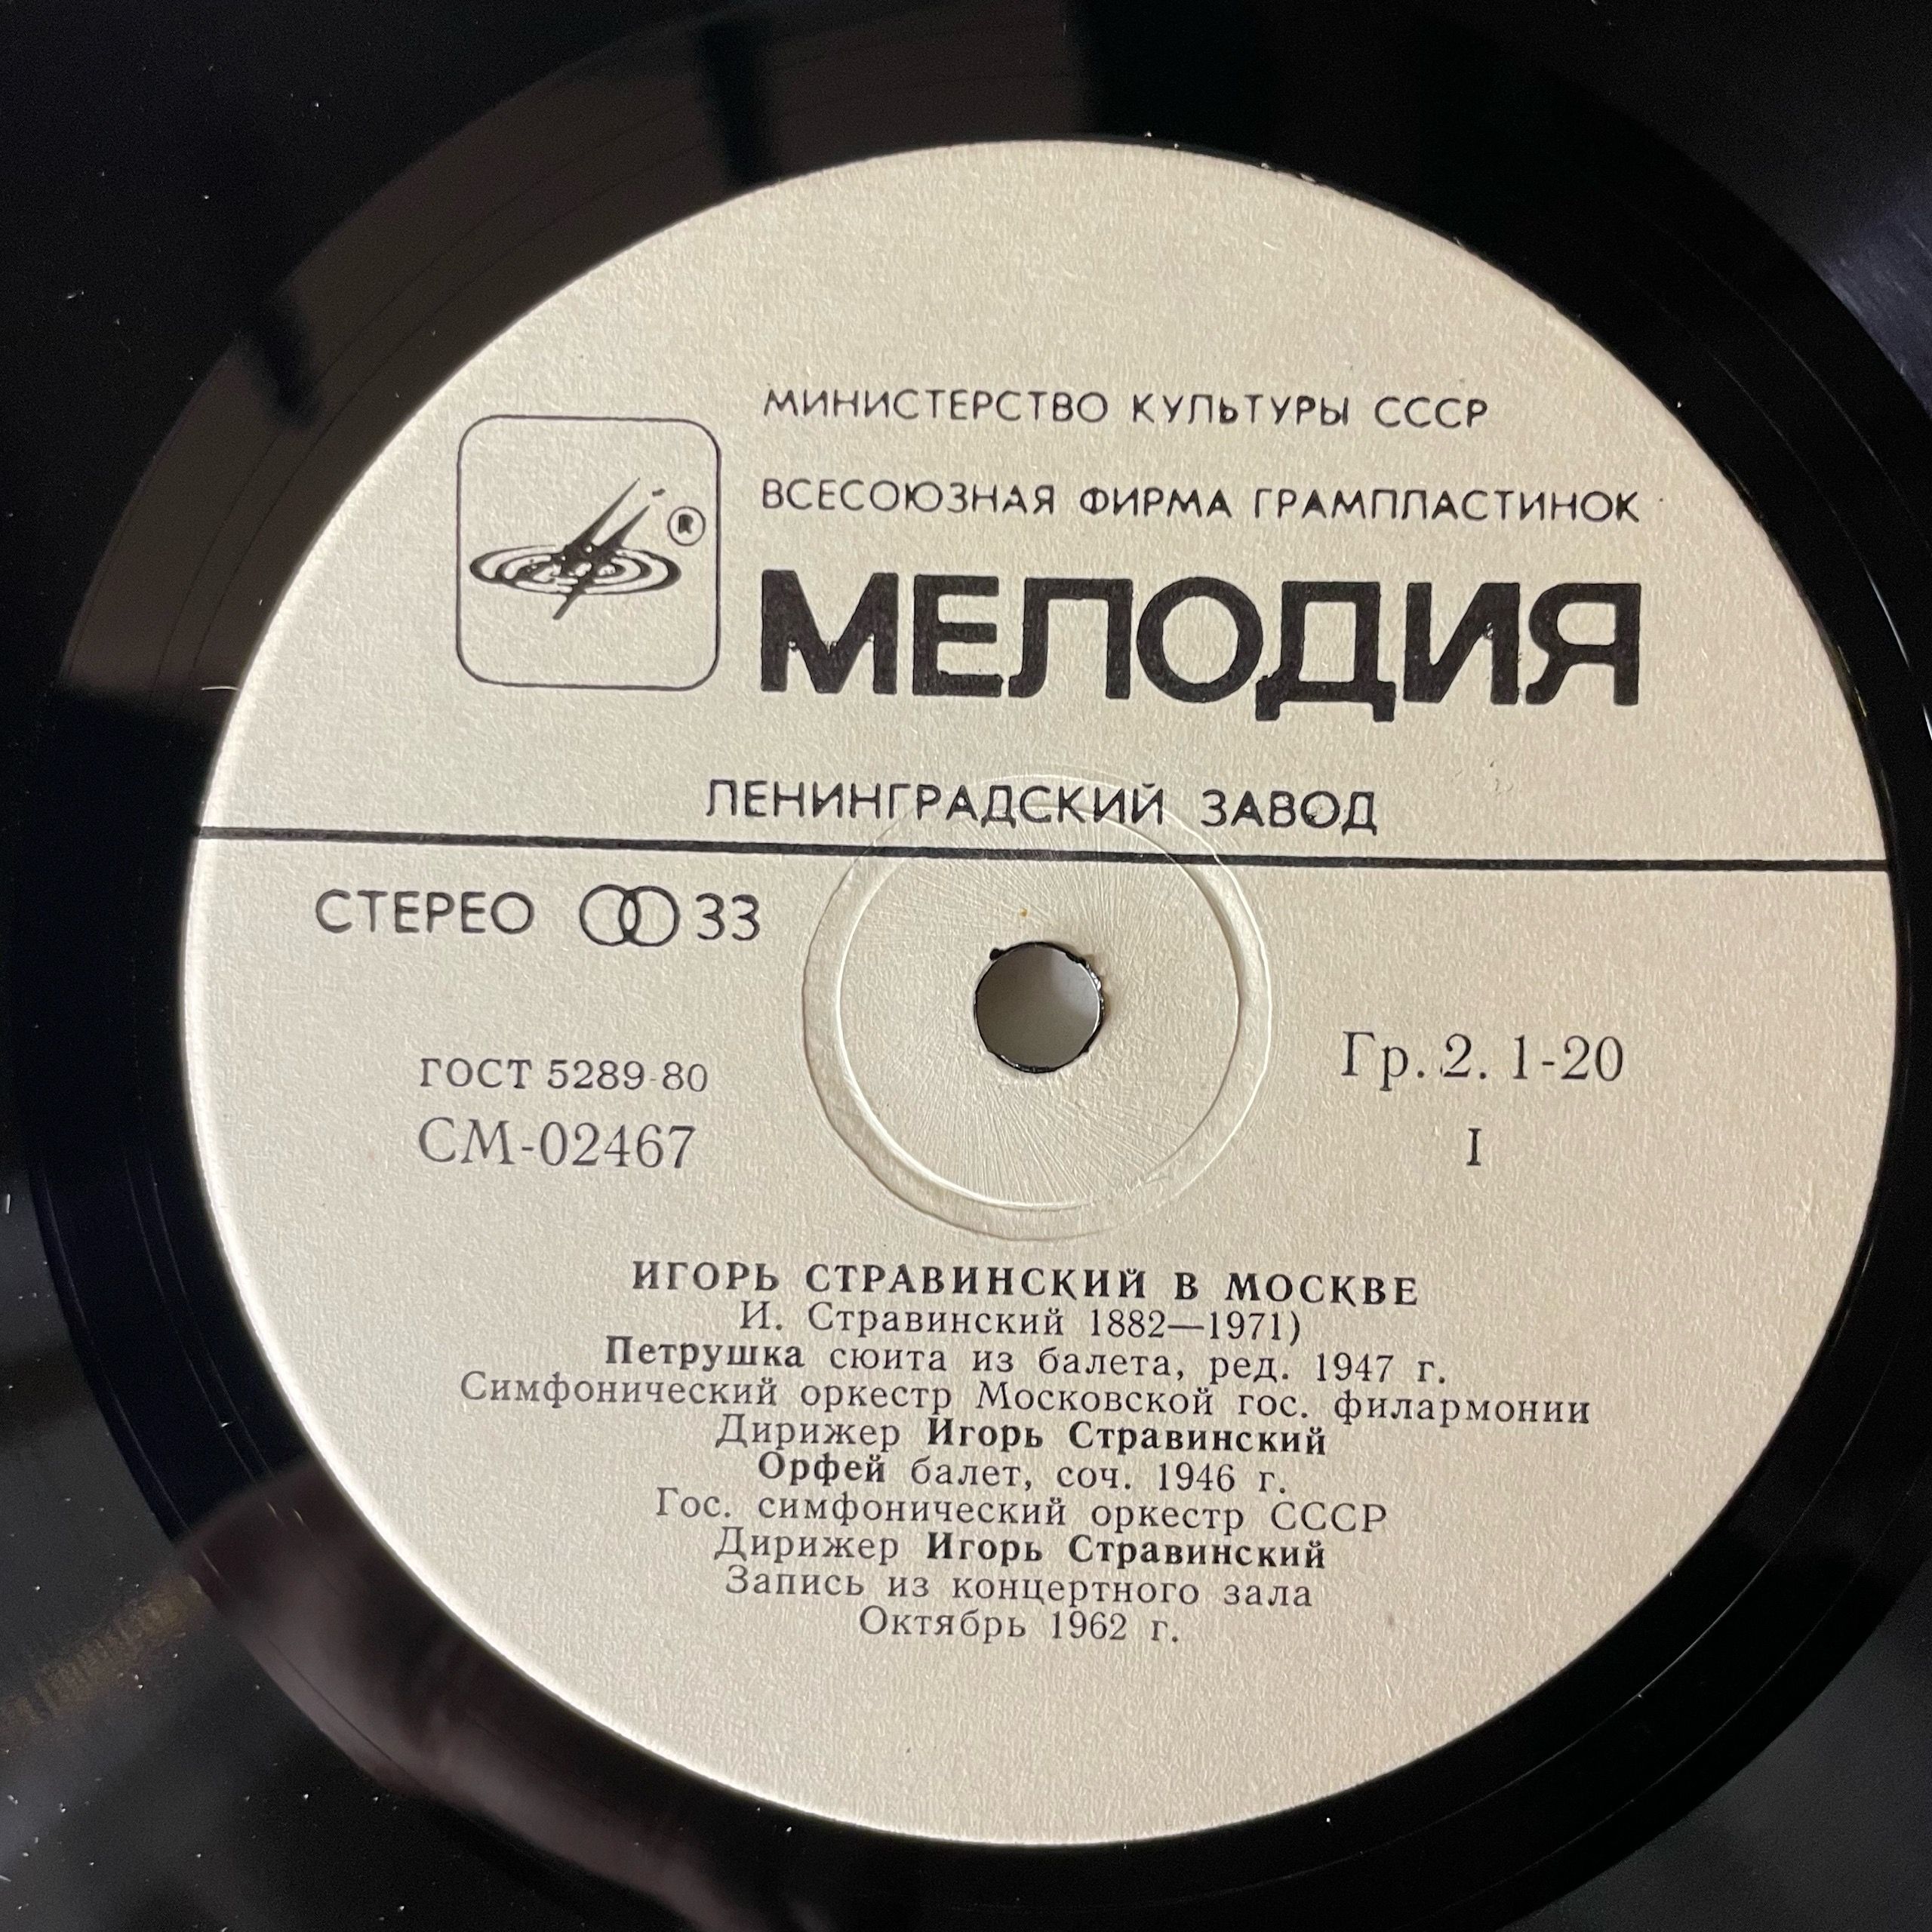 МИНИСТЕРСТВО КУЛЬТУРЫ СССР
ВСЕСОЮЗНАЯ ФИРМА ГРАМПЛАСТИНОК
®
МЕЛОДИЯ
ЛЕНИНГРАДСКИЙ ЗАВОД
СТЕРЕО 33
ГОСТ 5289-80
Гр. 2. 1-20
СМ-02467
I
ИГОРЬ СТРАВИНСКИЙ В МОСКВЕ
И. Стравинский 1882—1971)
Петрушка сюита из балета, ред. 1947 г.
Симфонический оркестр Московской гос. филармонии
Дирижер Игорь Стравинский
Орфей балет, соч. 1946 г.
Гос. симфонический оркестр СССР
Дирижер Игорь Стравинский
Запись из концертного зала
Октябрь 1962 г.